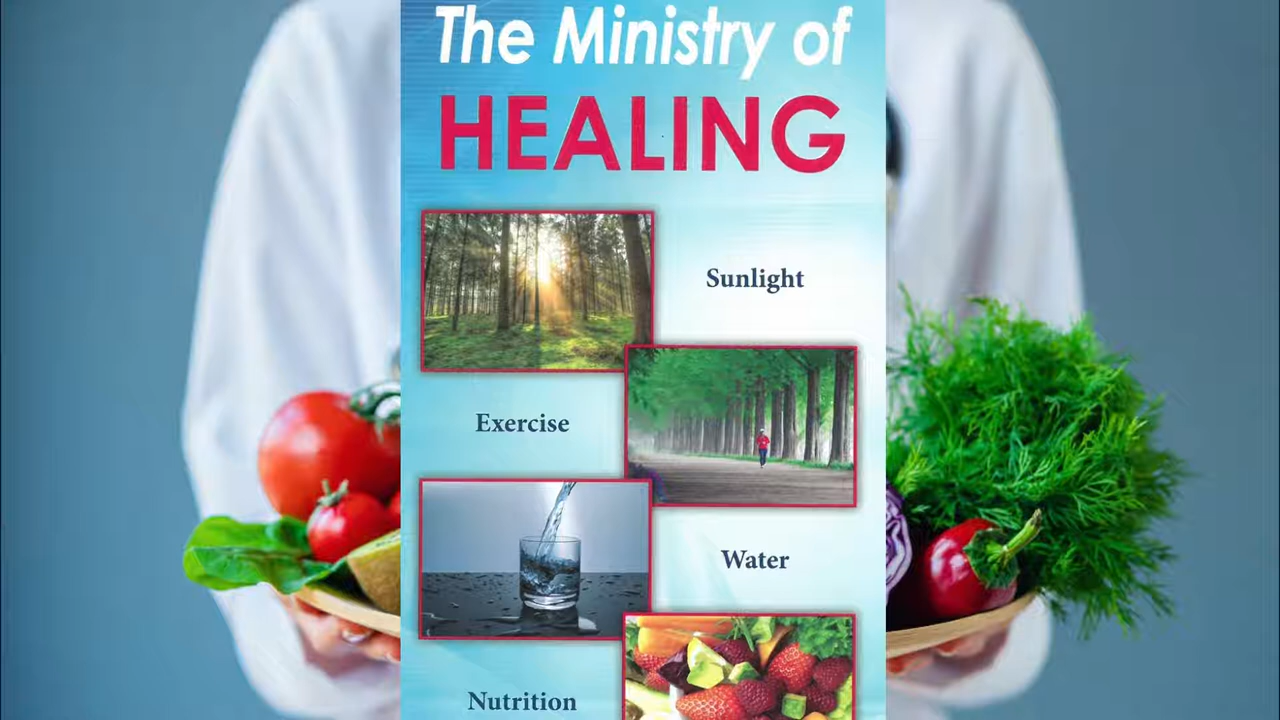 The Ministry of
HEALING
Sunlight
Exercise
Water
Nutrition